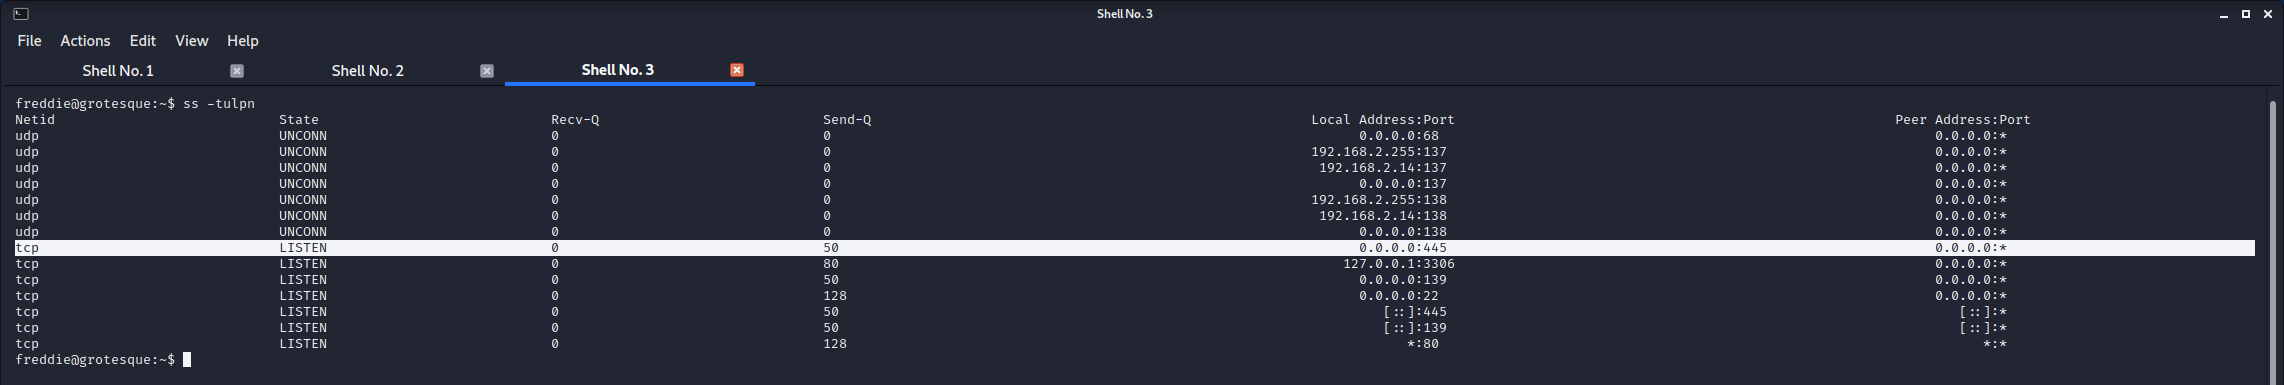 Shell No. 3
File Actions Edit View Help
Shell No. 1 Shell No. 2 Shell No. 3
freddie@grotesque:~$ ss -tulpn
Netid State Recv-Q Send-Q Local Address:Port Peer Address:Port
udp UNCONN 0 0 0.0.0.0:68 0.0.0.0:*
udp UNCONN 0 0 192.168.2.255:137 0.0.0.0:*
udp UNCONN 0 0 192.168.2.14:137 0.0.0.0:*
udp UNCONN 0 0 0.0.0.0:137 0.0.0.0:*
udp UNCONN 0 0 192.168.2.255:138 0.0.0.0:*
udp UNCONN 0 0 192.168.2.14:138 0.0.0.0:*
udp UNCONN 0 0 0.0.0.0:138 0.0.0.0:*
tcp LISTEN 0 50 0.0.0.0:445 0.0.0.0:*
tcp LISTEN 0 80 127.0.0.1:3306 0.0.0.0:*
tcp LISTEN 0 50 0.0.0.0:139 0.0.0.0:*
tcp LISTEN 0 128 0.0.0.0:22 0.0.0.0:*
tcp LISTEN 0 50 [::]:445 [::]:*
tcp LISTEN 0 50 [::]:139 [::]:*
tcp LISTEN 0 128 *:80 *:*
freddie@grotesque:~$